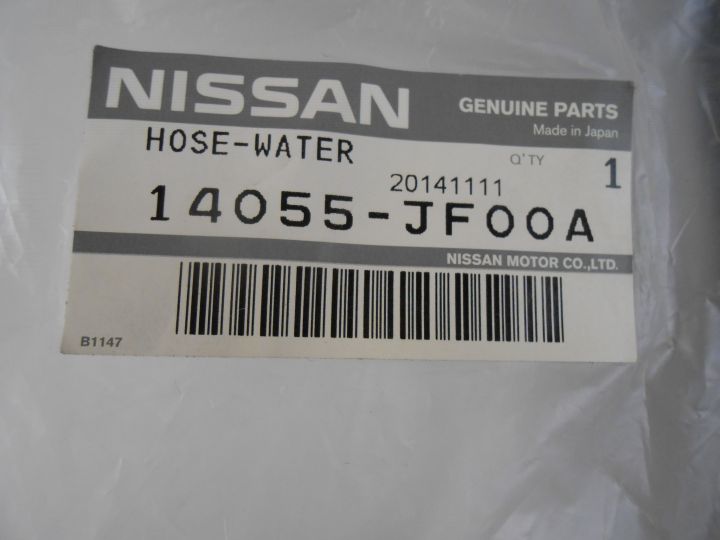 NISSAN GENUINE PARTS
Made in Japan
HOSE-WATER Q'TY 1
20141111
14055-JF00A
NISSAN MOTOR CO.,LTD.
B1147